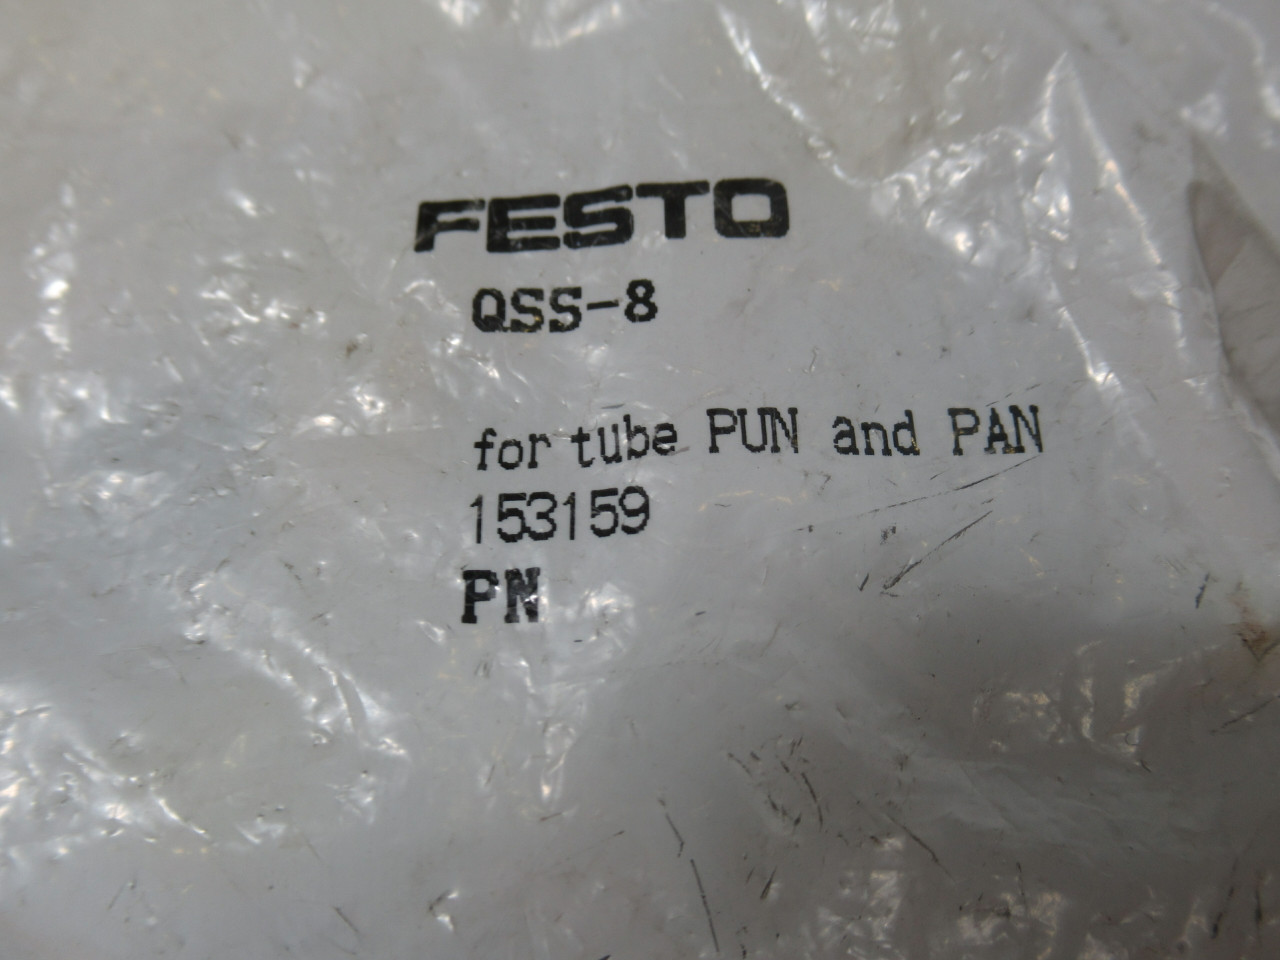 FESTO
QSS-8
for tube PUN and PAN
153159
PN